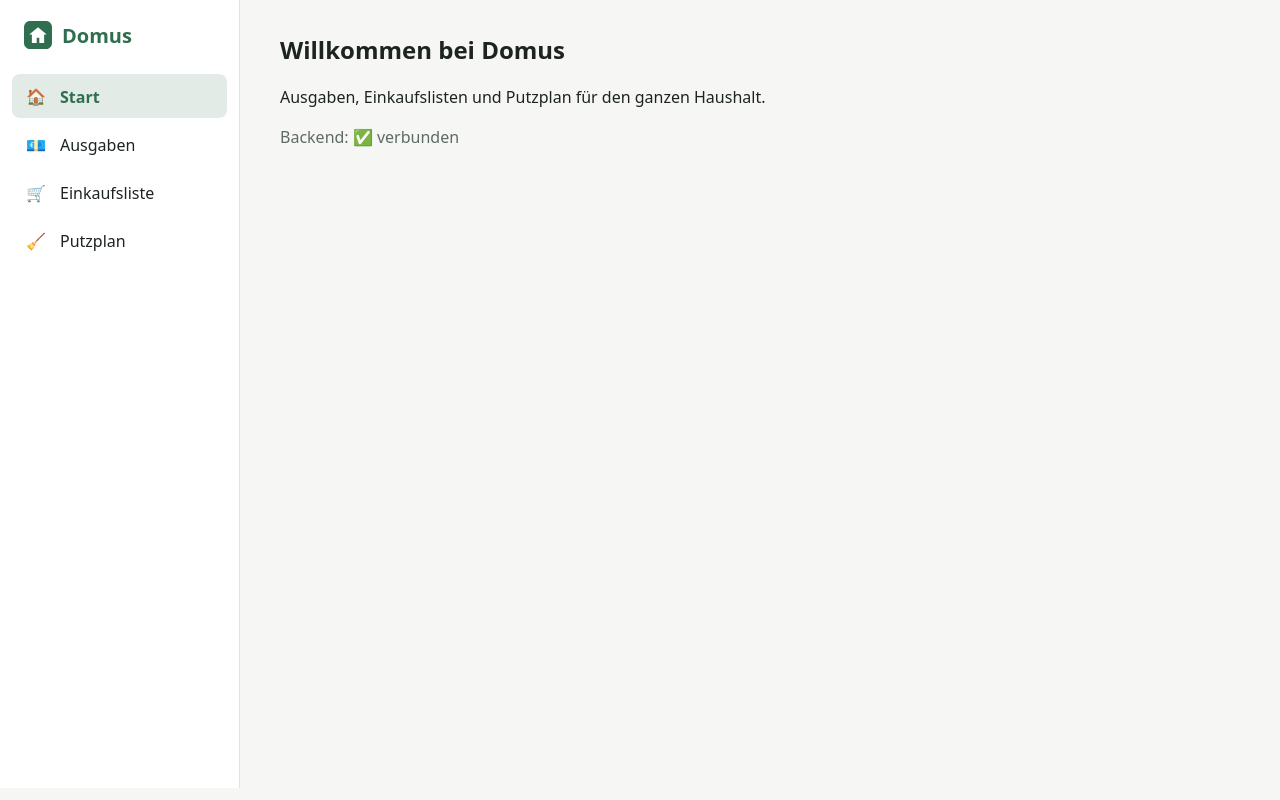 Domus
Start
Ausgaben
Einkaufsliste
Putzplan
Willkommen bei Domus
Ausgaben, Einkaufslisten und Putzplan für den ganzen Haushalt.
Backend: ✅ verbunden